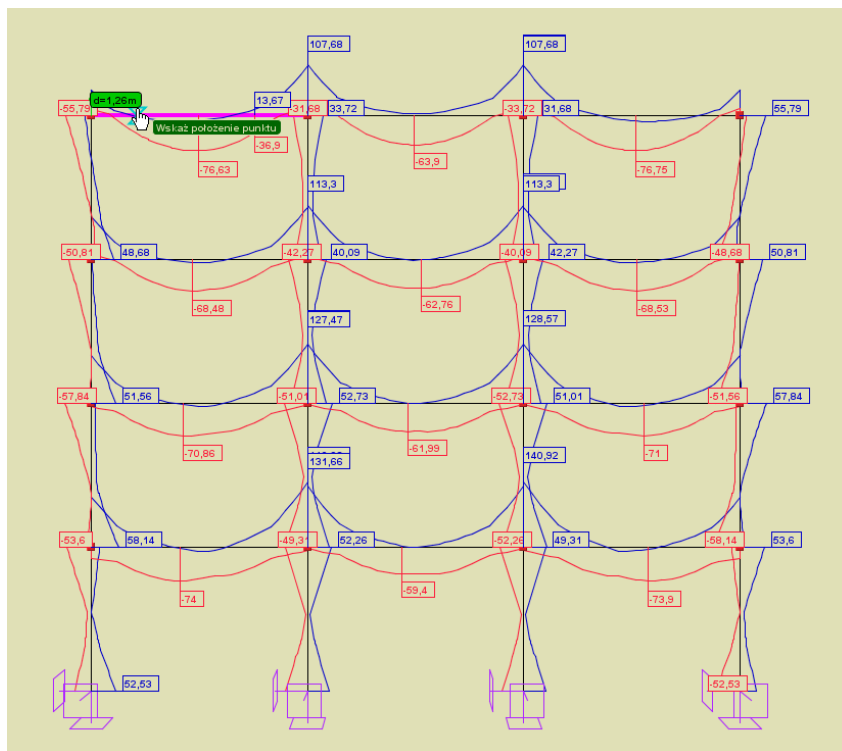 107,68 107,68
d=1,26m
-55,79 13,67 -31,68 33,72 -33,72 31,68 55,79
Wskaż położenie punktu
-36,9
-76,63 -63,9 -76,75
113,3 113,3
-50,81 48,68 -42,27 40,09 -40,09 42,27 -48,68 50,81
-68,48 -62,76 -68,53
127,47 128,57
-57,84 51,56 -51,01 52,73 -52,73 51,01 -51,56 57,84
-70,86 -61,99 -71
131,66 140,92
-53,6 58,14 -49,31 52,26 -52,26 49,31 -58,14 53,6
-74 -59,4 -73,9
52,53 -52,53